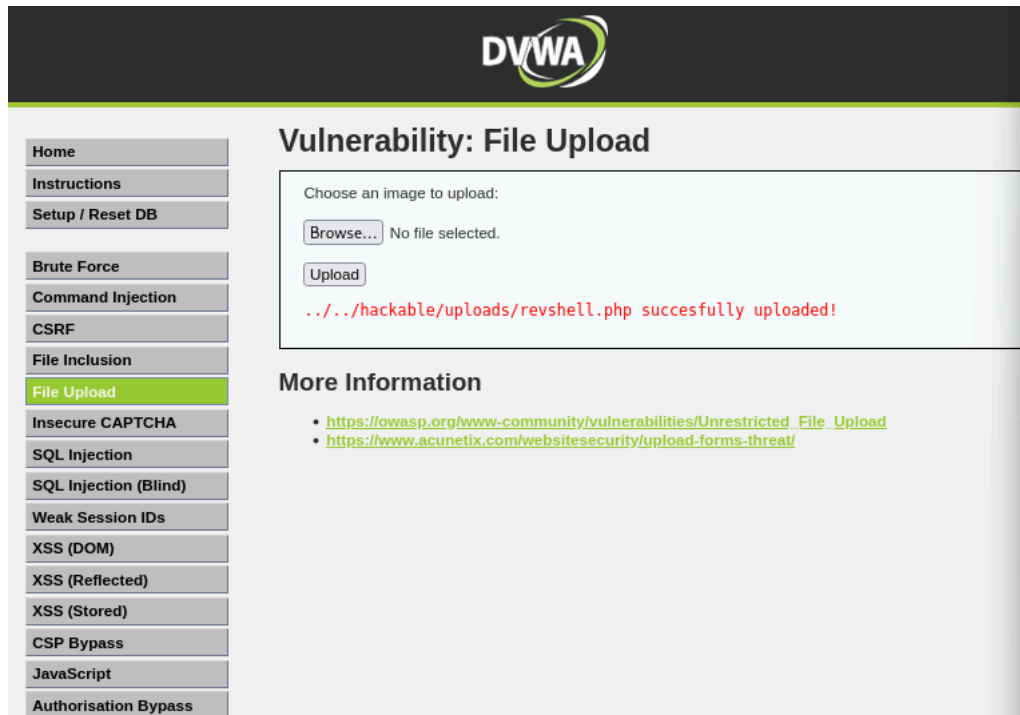 DVWA
Home
Instructions
Setup / Reset DB
Brute Force
Command Injection
CSRF
File Inclusion
File Upload
Insecure CAPTCHA
SQL Injection
SQL Injection (Blind)
Weak Session IDs
XSS (DOM)
XSS (Reflected)
XSS (Stored)
CSP Bypass
JavaScript
Authorisation Bypass
Vulnerability: File Upload
Choose an image to upload:
Browse... No file selected.
Upload
../../hackable/uploads/revshell.php succesfully uploaded!
More Information
• https://owasp.org/www-community/vulnerabilities/Unrestricted_File_Upload
• https://www.acunetix.com/websitesecurity/upload-forms-threat/